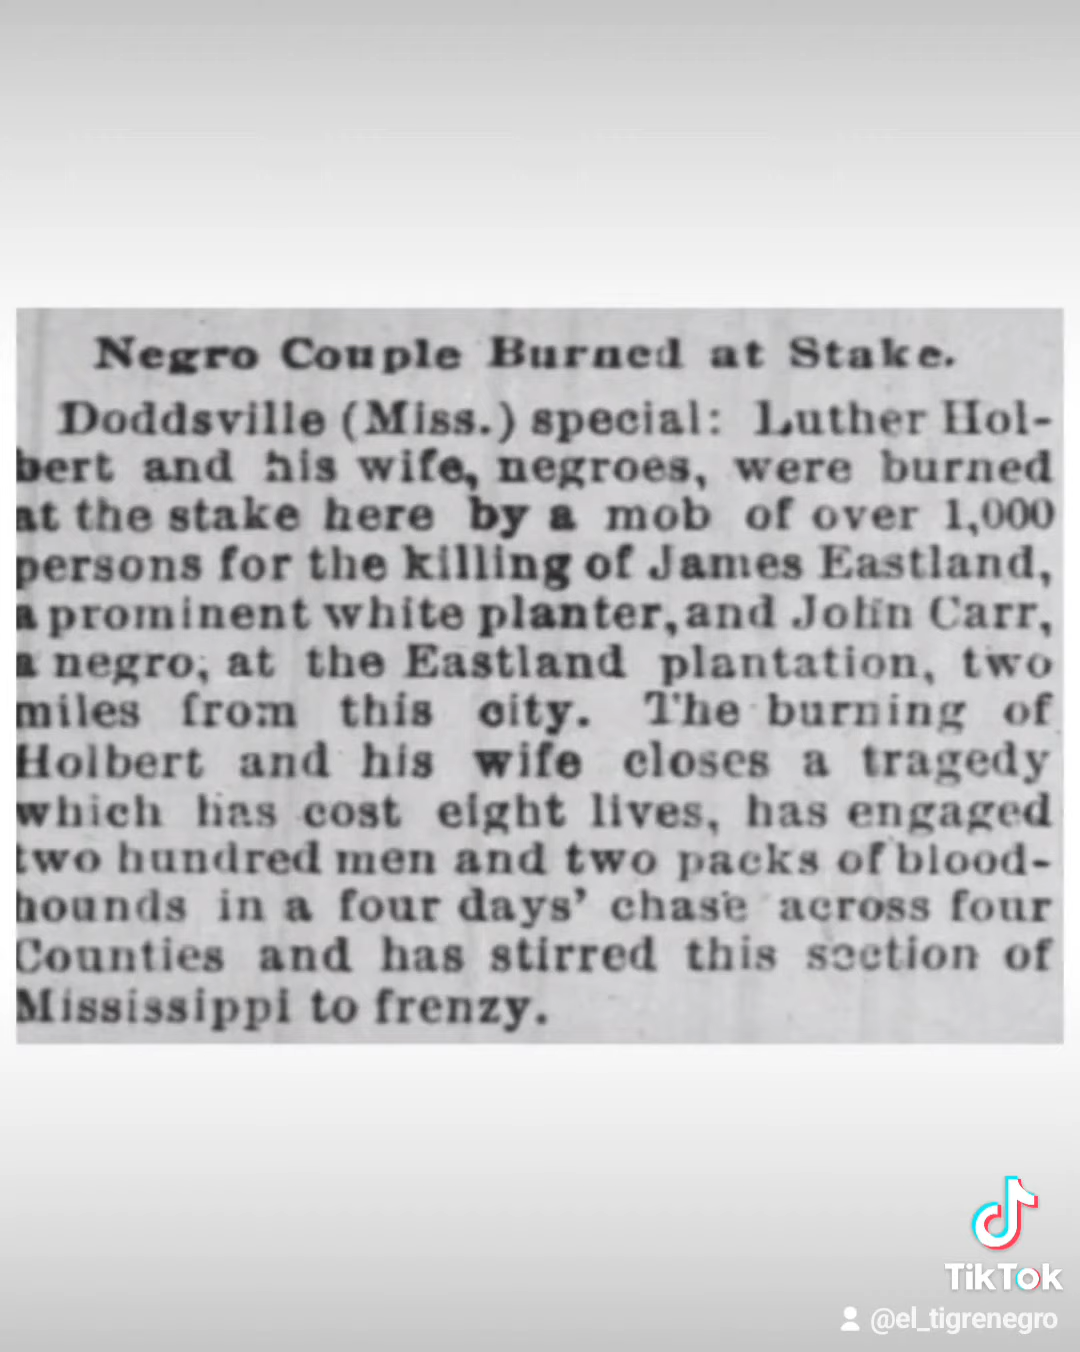 Negro Couple Burned at Stake.
Doddsville (Miss.) special: Luther Hol-
bert and his wife, negroes, were burned
at the stake here by a mob of over 1,000
persons for the killing of James Eastland,
a prominent white planter, and John Carr,
a negro, at the Eastland plantation, two
miles from this city. The burning of
Holbert and his wife closes a tragedy
which has cost eight lives, has engaged
two hundred men and two packs of blood-
hounds in a four days' chase across four
Counties and has stirred this section of
Mississippi to frenzy.
TikTok
@el_tigrenegro